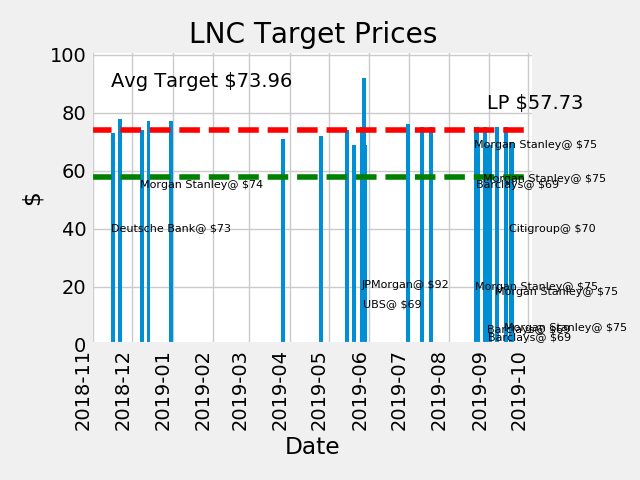 LNC Target Prices
100
Avg Target $73.96
LP $57.73
80
Morgan Stanley@ $75
60
Morgan Stanley@ $75
Morgan Stanley@ $74
Barclays@ $69
$
40
Deutsche Bank@ $73
Citigroup@ $70
20
JPMorgan@ $92
Morgan Stanley@ $75
Morgan Stanley@ $75
UBS@ $69
Morgan Stanley@ $75
Barclays@ $69
Barclays@ $69
0
2018-11
2018-12
2019-01
2019-02
2019-03
2019-04
2019-05
2019-06
2019-07
2019-08
2019-09
2019-10
Date